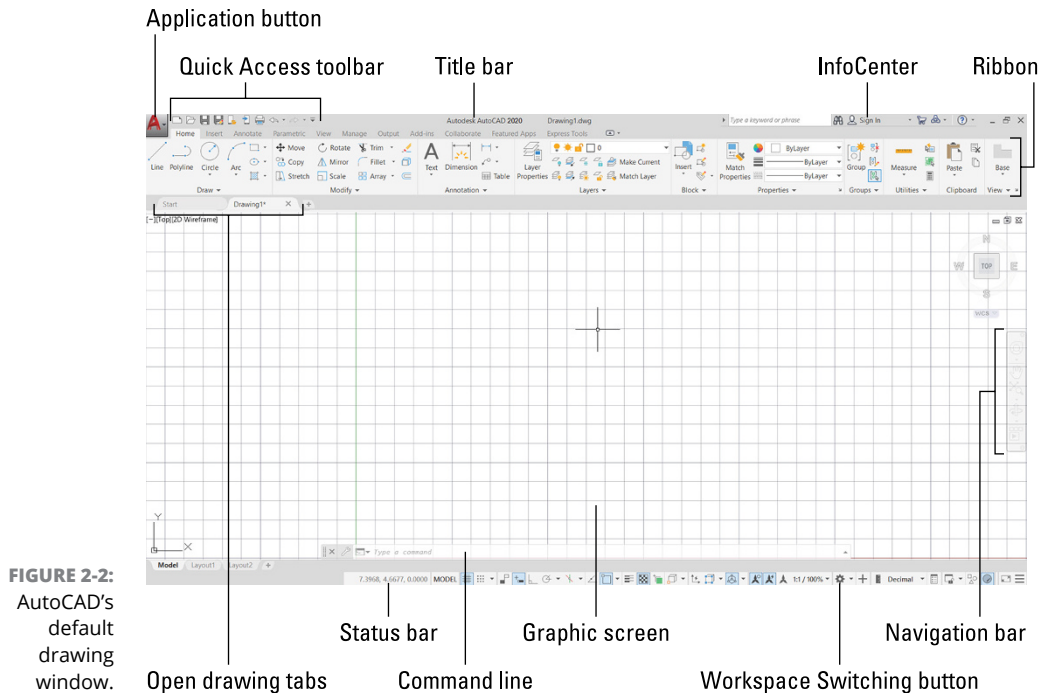 Application button
Quick Access toolbar Title bar InfoCenter Ribbon
Autodesk AutoCAD 2020 Drawing1.dwg Type a keyword or phrase Sign In
Home Insert Annotate Parametric View Manage Output Add-ins Collaborate Featured Apps Express Tools
Move Rotate Trim 0 ByLayer
Copy Mirror Fillet Make Current ByLayer
Stretch Scale Array Table Match Layer ByLayer
Line Polyline Circle Arc Text Dimension Layer Properties Insert Match Properties Group Measure Paste Base
Draw Modify Annotation Layers Block Properties Groups Utilities Clipboard View
Start Drawing1* +
[−][Top][2D Wireframe]
N
W TOP E
S
WCS
Y
X
Type a command
Model Layout1 Layout2 +
7.3968, 4.6677, 0.0000 MODEL 1:1 / 100% Decimal
FIGURE 2-2:
AutoCAD's
default
drawing
window.
Status bar Graphic screen Navigation bar
Open drawing tabs Command line Workspace Switching button